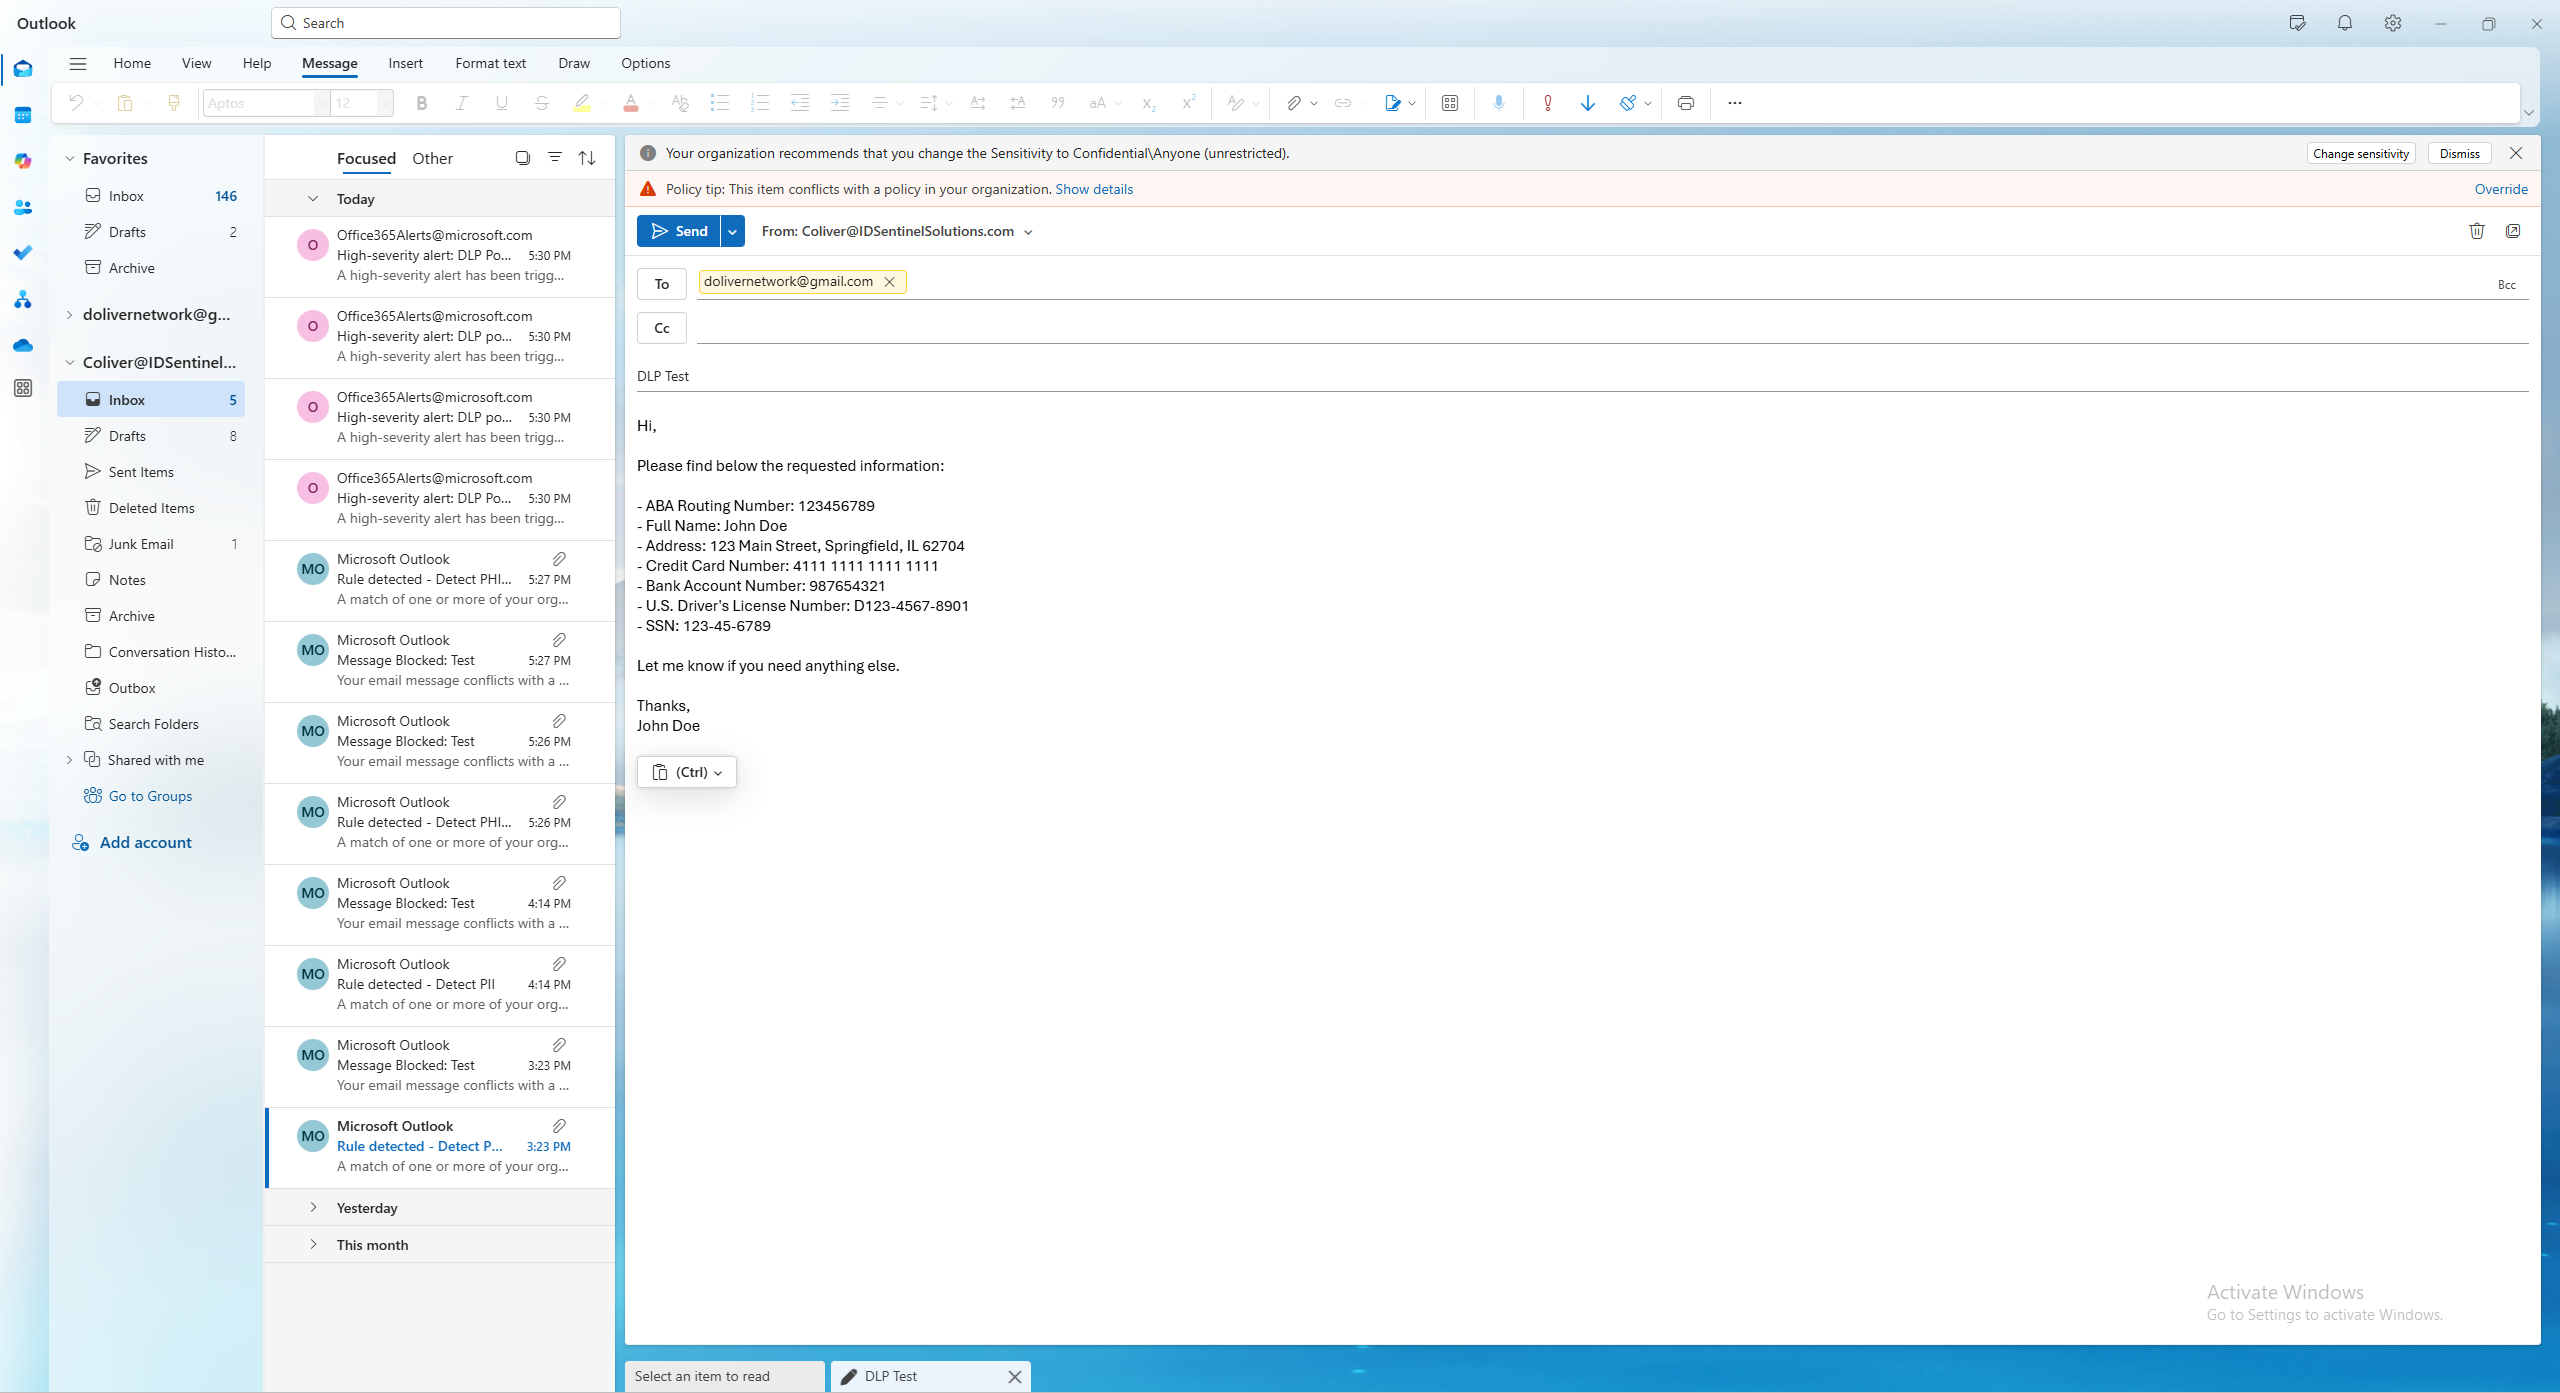 Outlook
Search
Home View Help Message Insert Format text Draw Options
Aptos 12
Favorites
Inbox 146
Drafts 2
Archive
dolivernetwork@g...
Coliver@IDSentinel...
Inbox 5
Drafts 8
Sent Items
Deleted Items
Junk Email 1
Notes
Archive
Conversation Histo...
Outbox
Search Folders
Shared with me
Go to Groups
Add account
Focused Other
Today
O
Office365Alerts@microsoft.com
High-severity alert: DLP Po... 5:30 PM
A high-severity alert has been trigg...
O
Office365Alerts@microsoft.com
High-severity alert: DLP po... 5:30 PM
A high-severity alert has been trigg...
O
Office365Alerts@microsoft.com
High-severity alert: DLP po... 5:30 PM
A high-severity alert has been trigg...
O
Office365Alerts@microsoft.com
High-severity alert: DLP Po... 5:30 PM
A high-severity alert has been trigg...
MO
Microsoft Outlook
Rule detected - Detect PHI... 5:27 PM
A match of one or more of your org...
MO
Microsoft Outlook
Message Blocked: Test 5:27 PM
Your email message conflicts with a ...
MO
Microsoft Outlook
Message Blocked: Test 5:26 PM
Your email message conflicts with a ...
MO
Microsoft Outlook
Rule detected - Detect PHI... 5:26 PM
A match of one or more of your org...
MO
Microsoft Outlook
Message Blocked: Test 4:14 PM
Your email message conflicts with a ...
MO
Microsoft Outlook
Rule detected - Detect PII 4:14 PM
A match of one or more of your org...
MO
Microsoft Outlook
Message Blocked: Test 3:23 PM
Your email message conflicts with a ...
MO
Microsoft Outlook
Rule detected - Detect P... 3:23 PM
A match of one or more of your org...
Yesterday
This month
Your organization recommends that you change the Sensitivity to Confidential\Anyone (unrestricted). Change sensitivity Dismiss
Policy tip: This item conflicts with a policy in your organization. Show details Override
Send From: Coliver@IDSentinelSolutions.com
To dolivernetwork@gmail.com Bcc
Cc
DLP Test
Hi,
Please find below the requested information:
- ABA Routing Number: 123456789
- Full Name: John Doe
- Address: 123 Main Street, Springfield, IL 62704
- Credit Card Number: 4111 1111 1111 1111
- Bank Account Number: 987654321
- U.S. Driver's License Number: D123-4567-8901
- SSN: 123-45-6789
Let me know if you need anything else.
Thanks,
John Doe
(Ctrl)
Activate Windows
Go to Settings to activate Windows.
Select an item to read
DLP Test